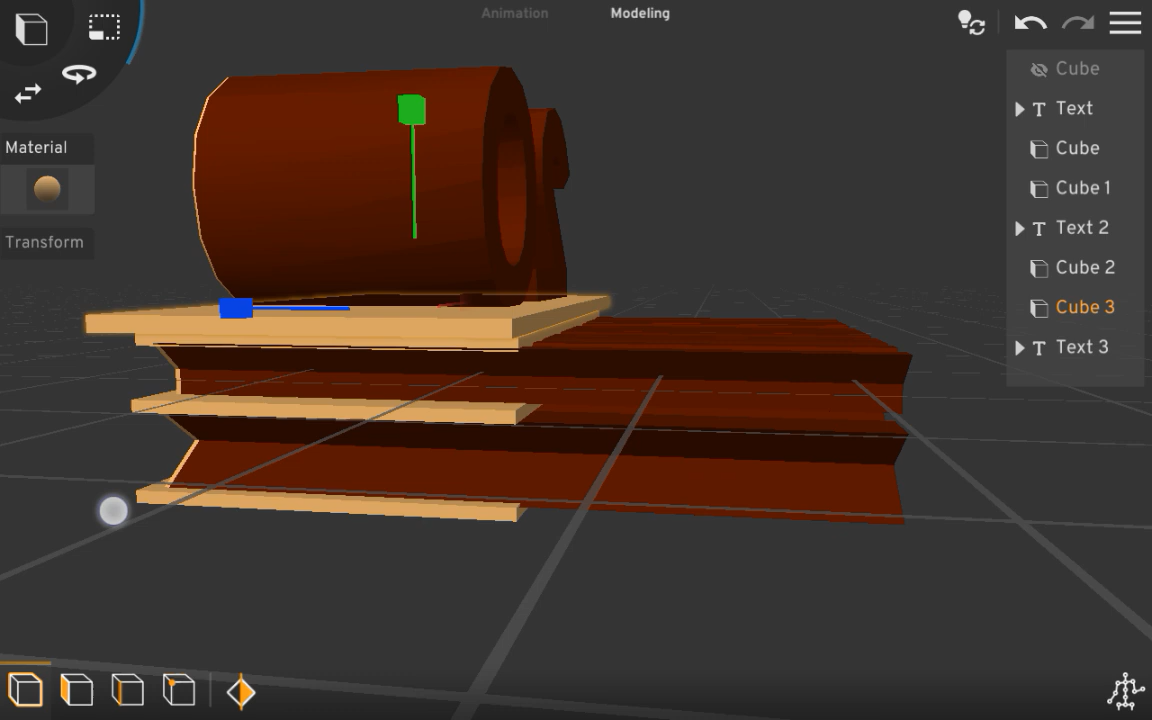 Animation
Modeling
Cube
Text
Cube
Cube 1
Text 2
Cube 2
Cube 3
Text 3
Material
Transform